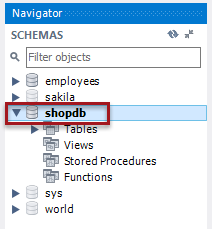 Navigator
SCHEMAS
Filter objects
employees
sakila
shopdb
Tables
Views
Stored Procedures
Functions
sys
world